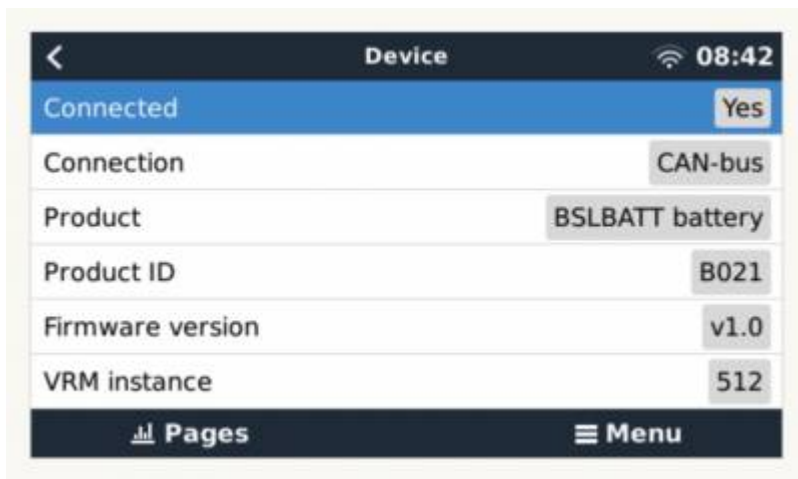 Device 08:42
Connected Yes
Connection CAN-bus
Product BSLBATT battery
Product ID B021
Firmware version v1.0
VRM instance 512
Pages Menu